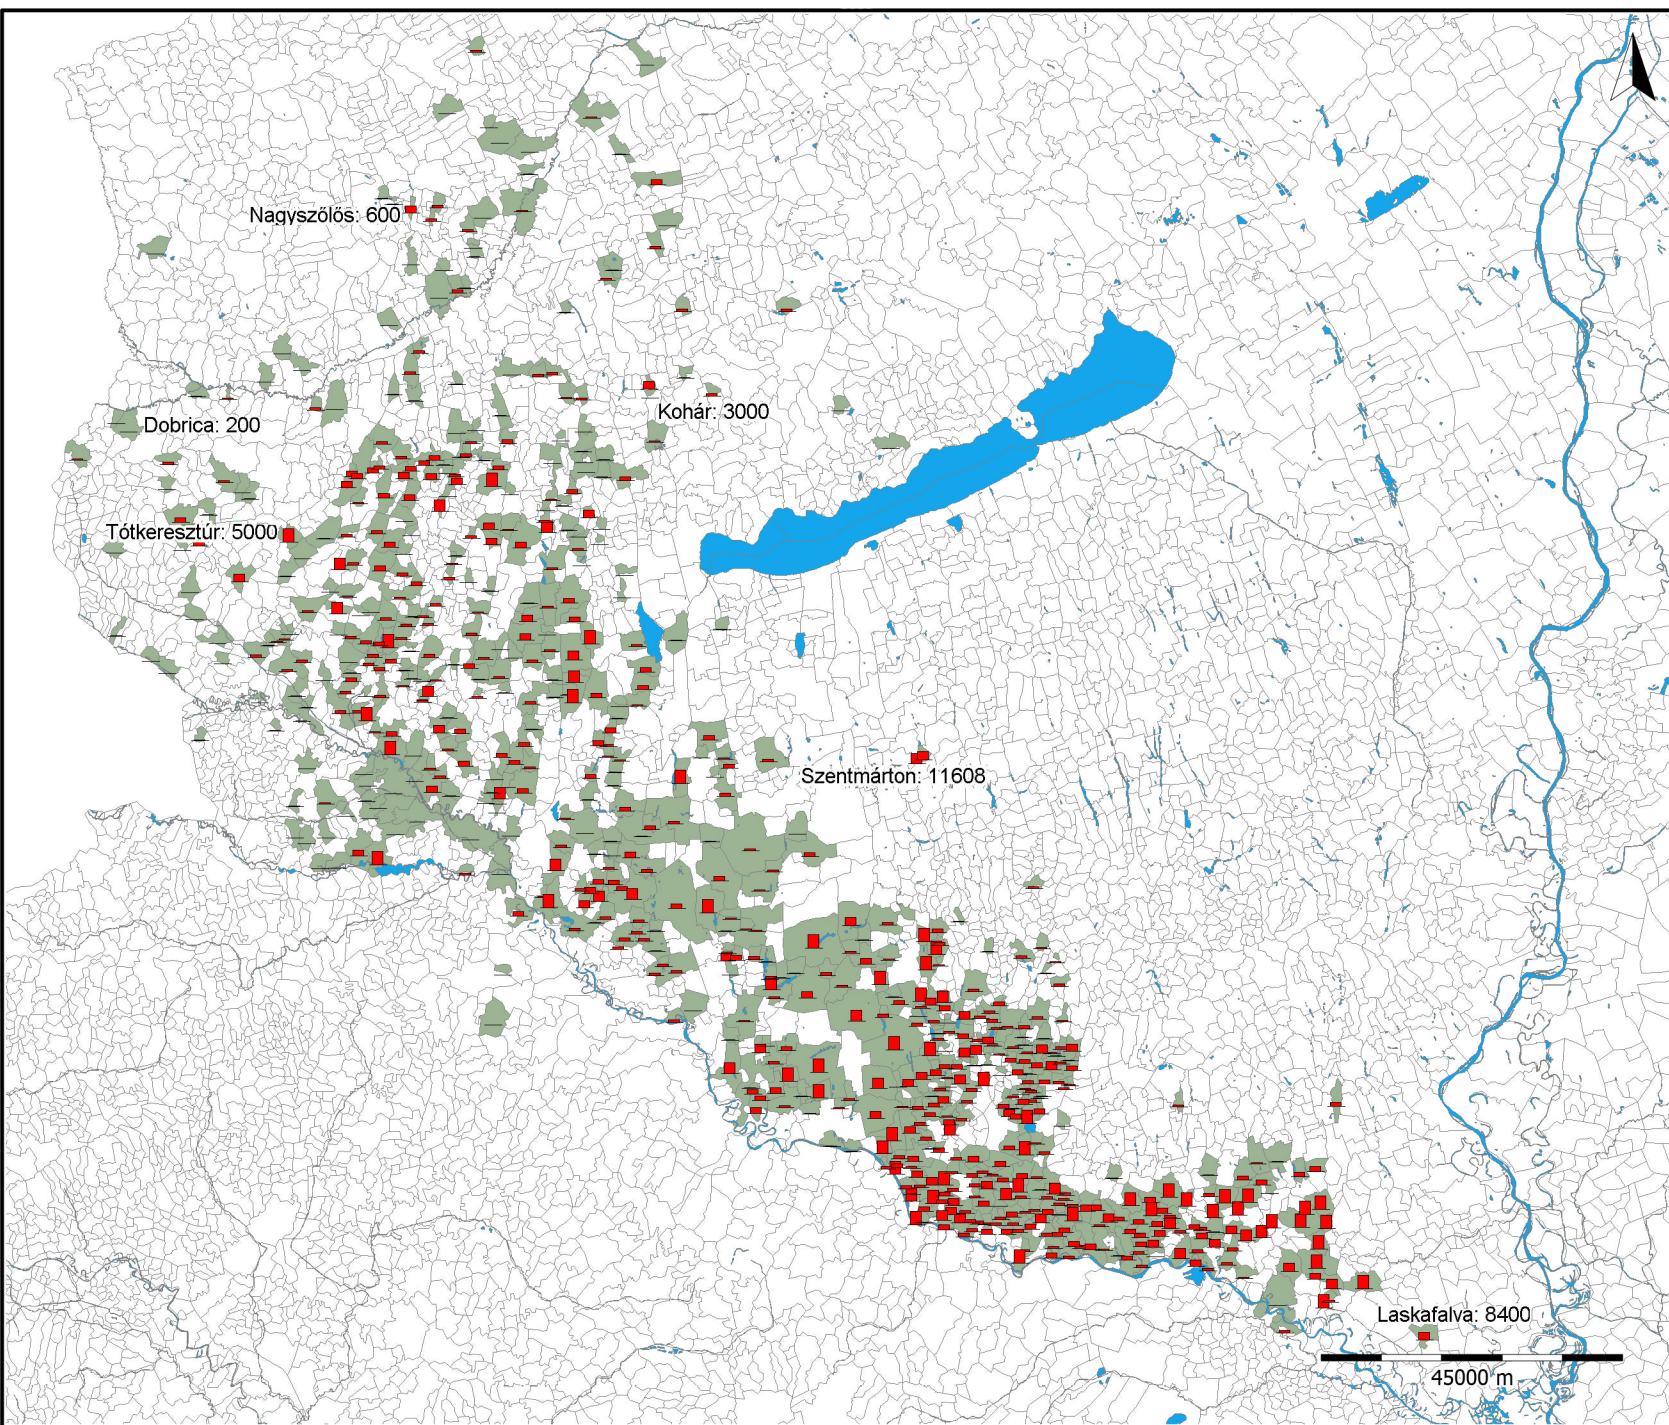 Nagyszőlős: 600
Kohár: 3000
Dobrica: 200
Tótkeresztúr: 5000
Szentmárton: 11608
Laskafalva: 8400
45000 m